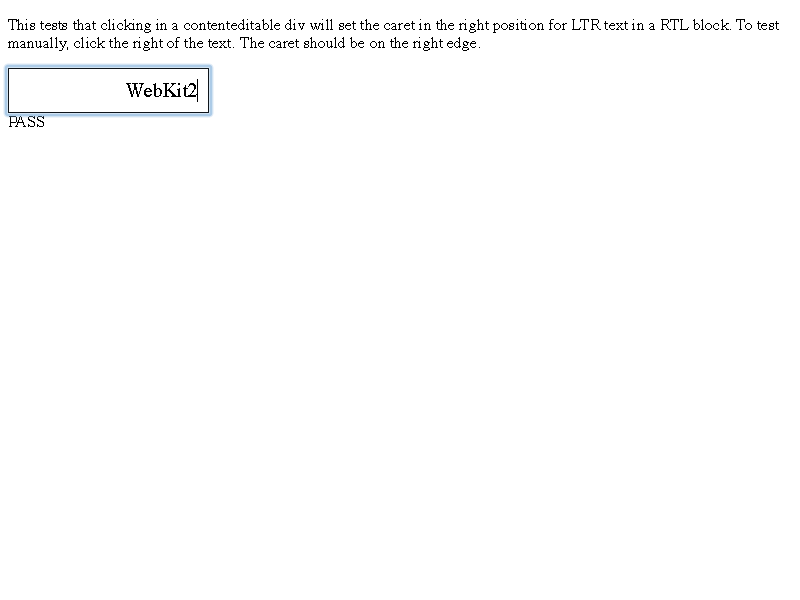 This tests that clicking in a contenteditable div will set the caret in the right position for LTR text in a RTL block. To test
manually, click the right of the text. The caret should be on the right edge.
WebKit2
PASS